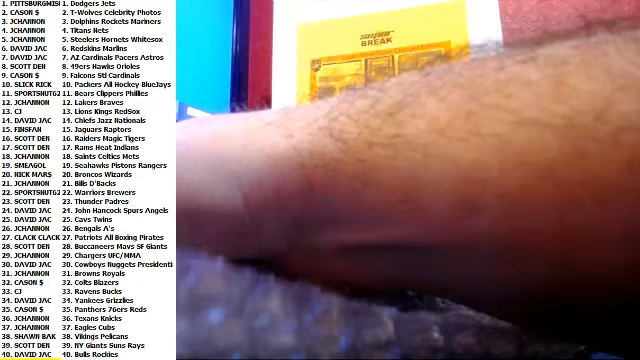 1. PITTSBURGMISI 1. Dodgers Jets
2. CASON $ 2. T-Wolves Celebrity Photos
3. JCHANNON 3. Dolphins Rockets Mariners
4. JCHANNON 4. Titans Nets
5. JCHANNON 5. Steelers Hornets Whitesox
6. DAVID JAC 6. Redskins Marlins
7. DAVID JAC 7. AZ Cardinals Pacers Astros
8. SCOTT DEN 8. 49ers Hawks Orioles
9. CASON $ 9. Falcons Stl Cardinals
10. SLICK RICK 10. Packers All Hockey BlueJays
11. SPORTSNUT62 11. Bears Clippers Phillies
12. JCHANNON 12. Lakers Braves
13. CJ 13. Lions Kings RedSox
14. DAVID JAC 14. Chiefs Jazz Nationals
15. FINSFAN 15. Jaguars Raptors
16. SCOTT DEN 16. Raiders Magic Tigers
17. SCOTT DEN 17. Rams Heat Indians
18. JCHANNON 18. Saints Celtics Mets
19. SMEAGOL 19. Seahawks Pistons Rangers
20. NICK MARS 20. Broncos Wizards
21. JCHANNON 21. Bills D'Backs
22. SPORTSNUT62 22. Warriors Brewers
23. SCOTT DEN 23. Thunder Padres
24. DAVID JAC 24. John Hancock Spurs Angels
25. DAVID JAC 25. Cavs Twins
26. JCHANNON 26. Bengals A's
27. CLACK CLACK 27. Patriots All Boxing Pirates
28. SCOTT DEN 28. Buccaneers Mavs SF Giants
29. JCHANNON 29. Chargers UFC/MMA
30. DAVID JAC 30. Cowboys Nuggets Presidenti
31. JCHANNON 31. Browns Royals
32. CASON $ 32. Colts Blazers
33. CJ 33. Ravens Bucks
34. DAVID JAC 34. Yankees Grizzlies
35. CASON $ 35. Panthers 76ers Reds
36. JCHANNON 36. Texans Knicks
37. JCHANNON 37. Eagles Cubs
38. SHAWN BAK 38. Vikings Pelicans
39. SCOTT DEN 39. NY Giants Suns Rays
40. DAVID JAC 40. Bulls Rockies
super
BREAK